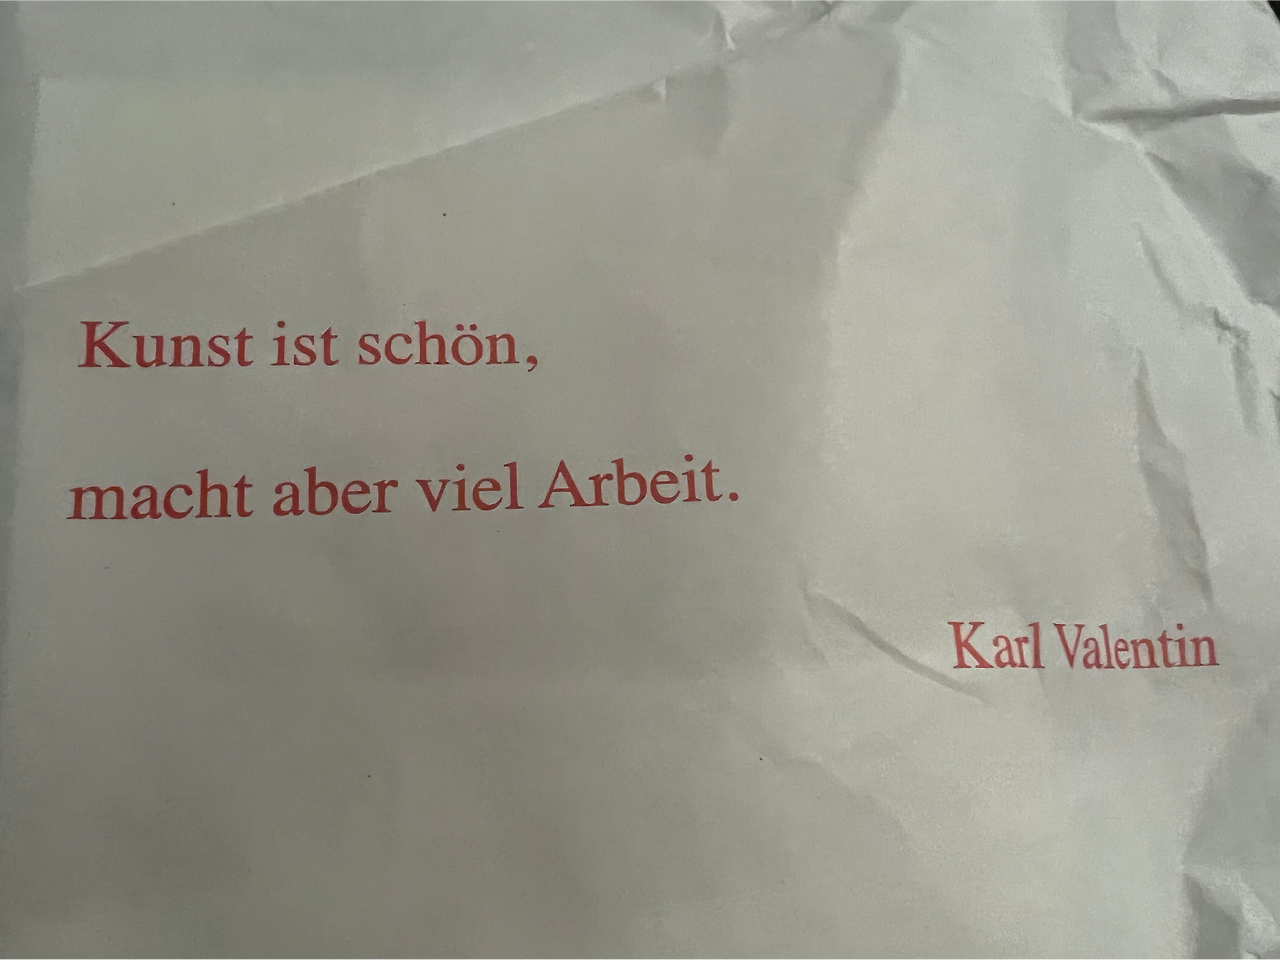 Kunst ist schön,
macht aber viel Arbeit.
Karl Valentin